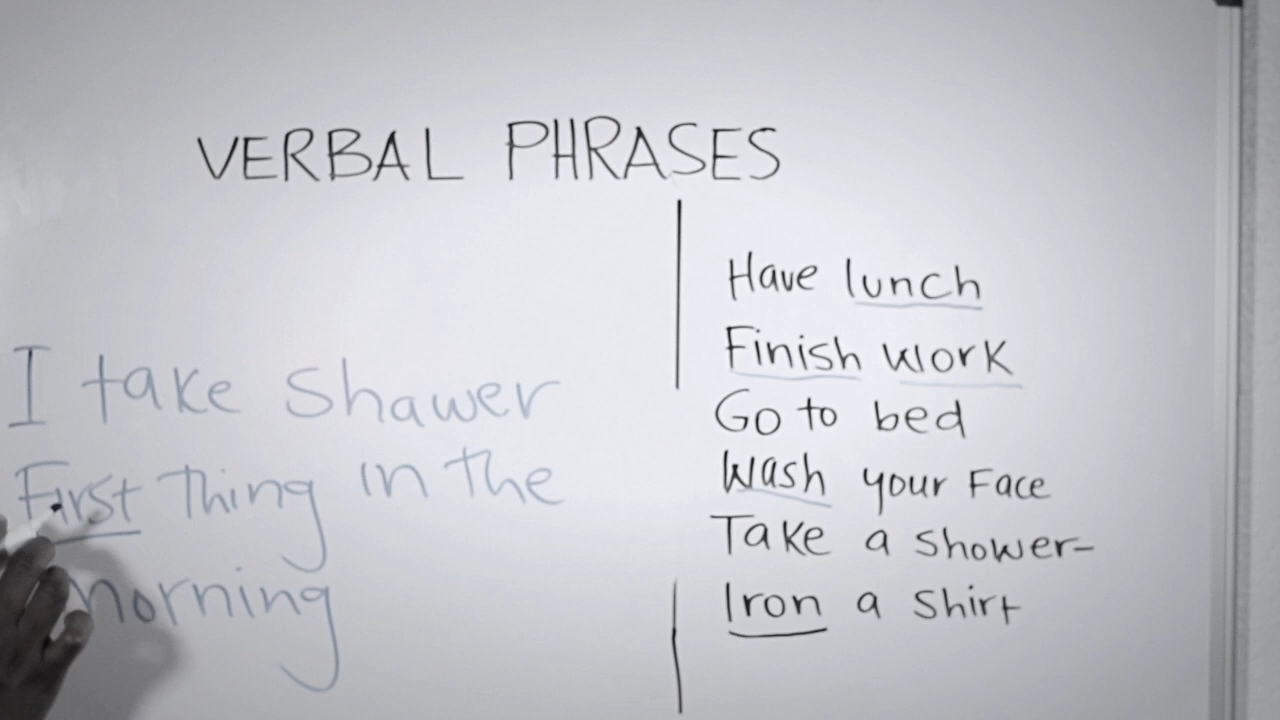 VERBAL PHRASES
I take Shawer
First Thing in the
morning
Have lunch
Finish work
Go to bed
Wash your Face
Take a shower-
Iron a shirt